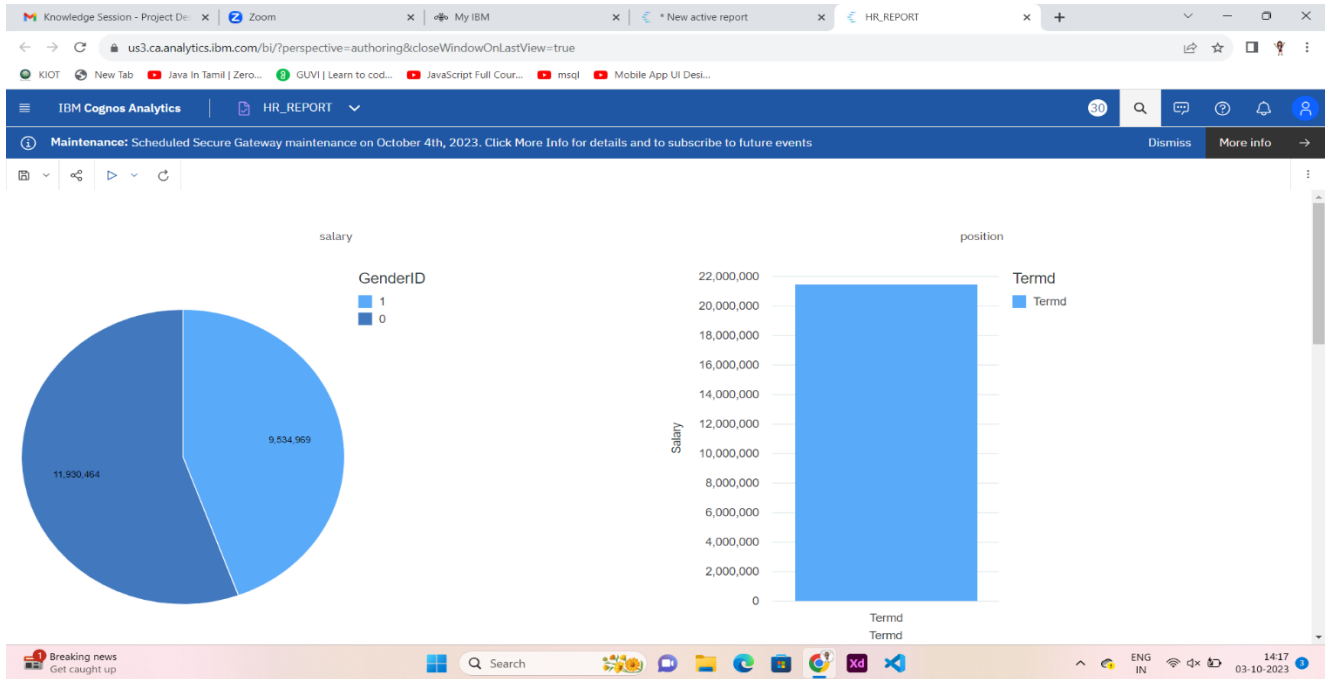 Knowledge Session - Project De
Zoom
My IBM
* New active report
HR_REPORT
us3.ca.analytics.ibm.com/bi/?perspective=authoring&closeWindowOnLastView=true
KIOT
New Tab
Java In Tamil | Zero...
GUVI | Learn to cod...
JavaScript Full Cour...
msql
Mobile App UI Desi...
IBM Cognos Analytics
HR_REPORT
30
Maintenance: Scheduled Secure Gateway maintenance on October 4th, 2023. Click More Info for details and to subscribe to future events
Dismiss
More info
salary
GenderID
1
0
9,534,969
11,930,464
position
22,000,000
20,000,000
18,000,000
16,000,000
14,000,000
12,000,000
10,000,000
8,000,000
6,000,000
4,000,000
2,000,000
0
Salary
Termd
Termd
Termd
Termd
1
Breaking news
Get caught up
Search
Xd
ENG
IN
14:17
03-10-2023
3